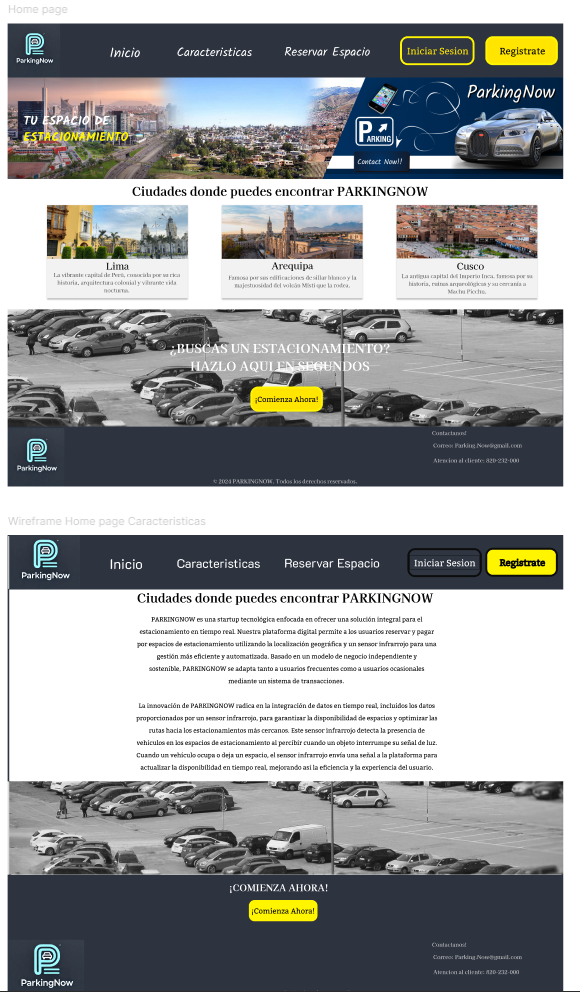 Home page
ParkingNow
Inicio
Caracteristicas
Reservar Espacio
Iniciar Sesion
Registrate
TU ESPACIO DE
ESTACIONAMIENTO
ParkingNow
P
ARKING
Contact Now!!
Ciudades donde puedes encontrar PARKINGNOW
Lima
La vibrante capital de Perú, conocida por su rica
historia, arquitectura colonial y vibrante vida
nocturna.
Arequipa
Famosa por sus edificaciones de sillar blanco y la
majestuosidad del volcán Misti que la rodea.
Cusco
La antigua capital del Imperio Inca, famosa por su
historia, ruinas arqueológicas y su cercanía a
Machu Picchu.
¿BUSCAS UN ESTACIONAMIENTO?
HAZLO AQUI EN SEGUNDOS
¡Comienza Ahora!
ParkingNow
Contactanos!
Correo: Parking.Now@gmail.com
Atencion al cliente: 820-232-000
© 2024 PARKINGNOW. Todos los derechos reservados.
Wireframe Home page Caracteristicas
ParkingNow
Inicio
Caracteristicas
Reservar Espacio
Iniciar Sesion
Registrate
Ciudades donde puedes encontrar PARKINGNOW
PARKINGNOW es una startup tecnológica enfocada en ofrecer una solución integral para el
estacionamiento en tiempo real. Nuestra plataforma digital permite a los usuarios reservar y pagar
por espacios de estacionamiento utilizando la localización geográfica y un sensor infrarrojo para una
gestión más eficiente y automatizada. Basado en un modelo de negocio independiente y
sostenible, PARKINGNOW se adapta tanto a usuarios frecuentes como a usuarios ocasionales
mediante un sistema de transacciones.
La innovación de PARKINGNOW radica en la integración de datos en tiempo real, incluidos los datos
proporcionados por un sensor infrarrojo, para garantizar la disponibilidad de espacios y optimizar las
rutas hacia los estacionamientos más cercanos. Este sensor infrarrojo detecta la presencia de
vehículos en los espacios de estacionamiento al percibir cuando un objeto interrumpe su señal de luz.
Cuando un vehículo ocupa o deja un espacio, el sensor infrarrojo envía una señal a la plataforma para
actualizar la disponibilidad en tiempo real, mejorando así la eficiencia y la experiencia del usuario.
¡COMIENZA AHORA!
¡Comienza Ahora!
ParkingNow
Contactanos!
Correo: Parking.Now@gmail.com
Atencion al cliente: 820-232-000